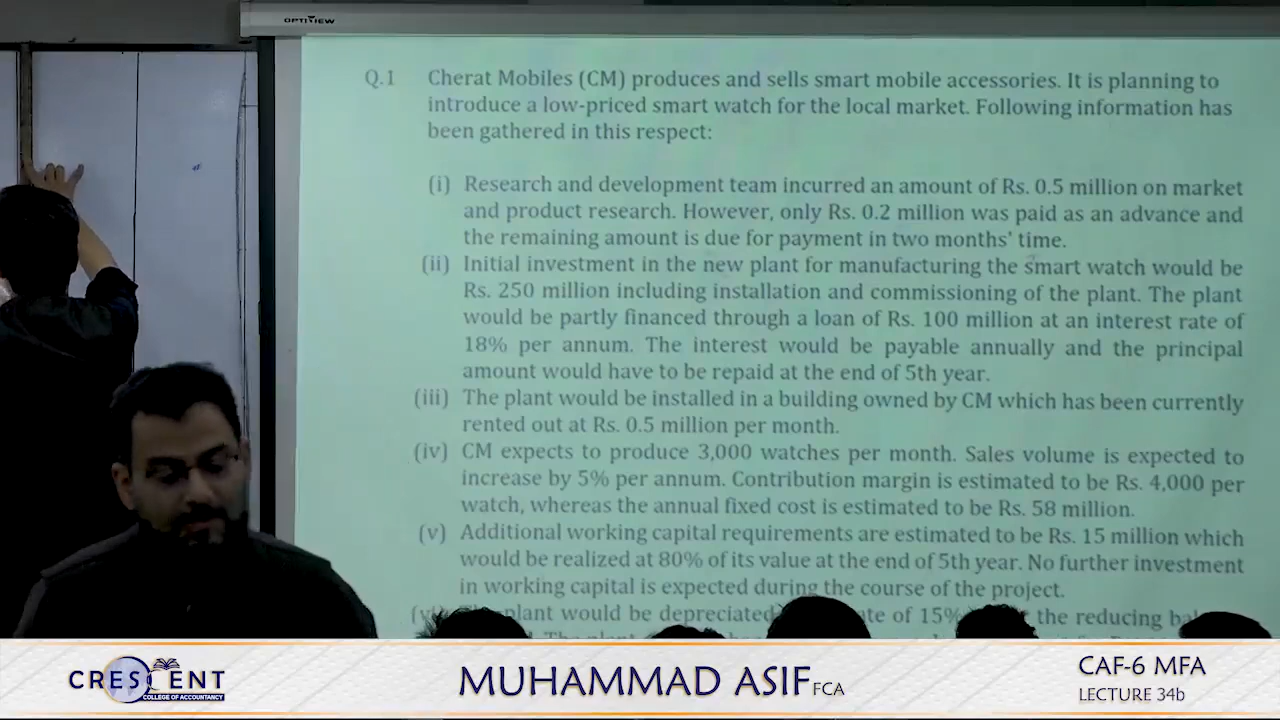 OPTIVIEW
Q.1 Cherat Mobiles (CM) produces and sells smart mobile accessories. It is planning to
introduce a low-priced smart watch for the local market. Following information has
been gathered in this respect:
(i) Research and development team incurred an amount of Rs. 0.5 million on market
and product research. However, only Rs. 0.2 million was paid as an advance and
the remaining amount is due for payment in two months' time.
(ii) Initial investment in the new plant for manufacturing the smart watch would be
Rs. 250 million including installation and commissioning of the plant. The plant
would be partly financed through a loan of Rs. 100 million at an interest rate of
18% per annum. The interest would be payable annually and the principal
amount would have to be repaid at the end of 5th year.
(iii) The plant would be installed in a building owned by CM which has been currently
rented out at Rs. 0.5 million per month.
(iv) CM expects to produce 3,000 watches per month. Sales volume is expected to
increase by 5% per annum. Contribution margin is estimated to be Rs. 4,000 per
watch, whereas the annual fixed cost is estimated to be Rs. 58 million.
(v) Additional working capital requirements are estimated to be Rs. 15 million which
would be realized at 80% of its value at the end of 5th year. No further investment
in working capital is expected during the course of the project.
plant would be depreciated of 15% the reducing
CRESCENT
COLLEGE OF ACCOUNTANCY
MUHAMMAD ASIF FCA
CAF-6 MFA
LECTURE 34b